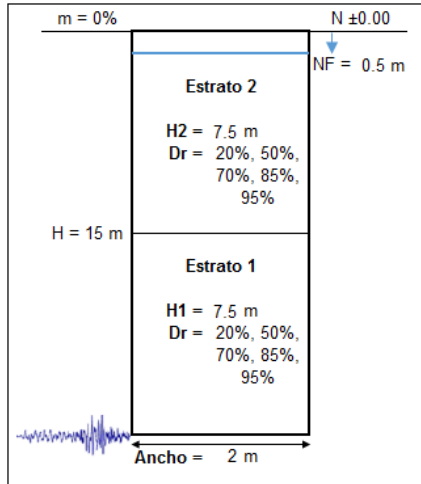 m = 0%
N ±0.00
NF = 0.5 m
Estrato 2
H2 = 7.5 m
Dr = 20%, 50%,
70%, 85%,
95%
H = 15 m
Estrato 1
H1 = 7.5 m
Dr = 20%, 50%,
70%, 85%,
95%
Ancho = 2 m